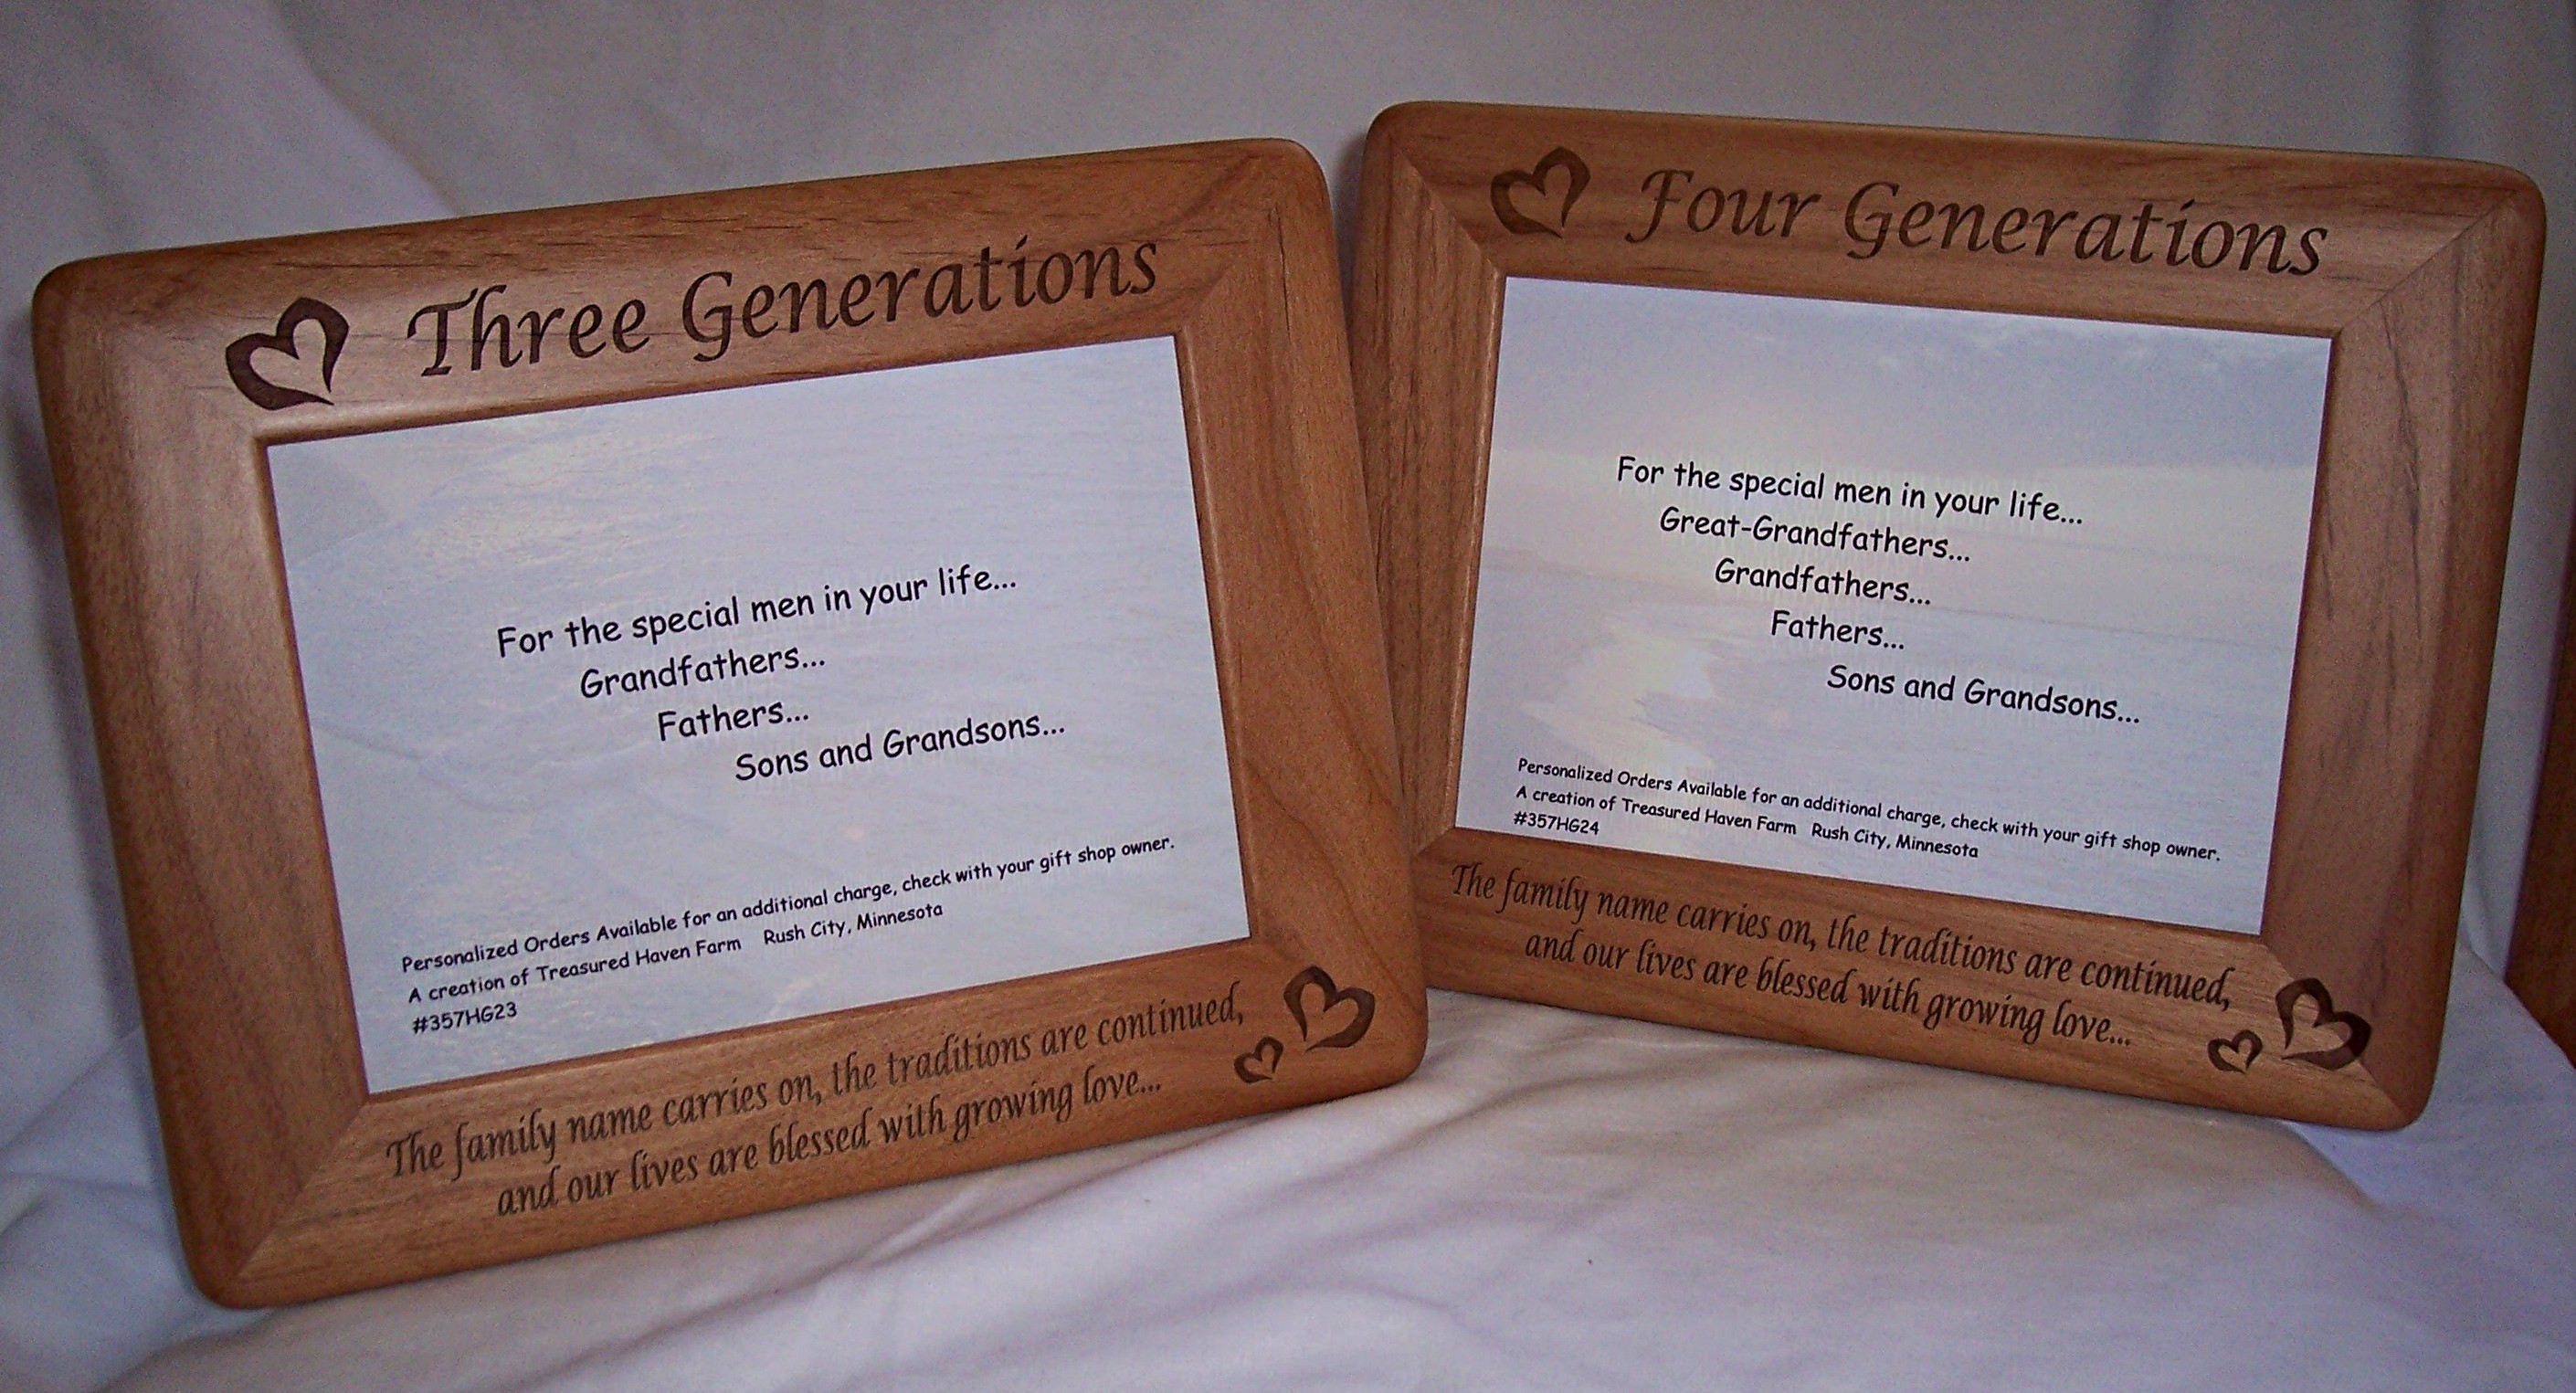 Three Generations
For the special men in your life...
Grandfathers...
Fathers...
Sons and Grandsons...
Personalized Orders Available for an additional charge, check with your gift shop owner.
A creation of Treasured Haven Farm Rush City, Minnesota
#357HG23
The family name carries on, the traditions are continued,
and our lives are blessed with growing love...
Four Generations
For the special men in your life...
Great-Grandfathers...
Grandfathers...
Fathers...
Sons and Grandsons...
Personalized Orders Available for an additional charge, check with your gift shop owner.
A creation of Treasured Haven Farm Rush City, Minnesota
#357HG24
The family name carries on, the traditions are continued,
and our lives are blessed with growing love...